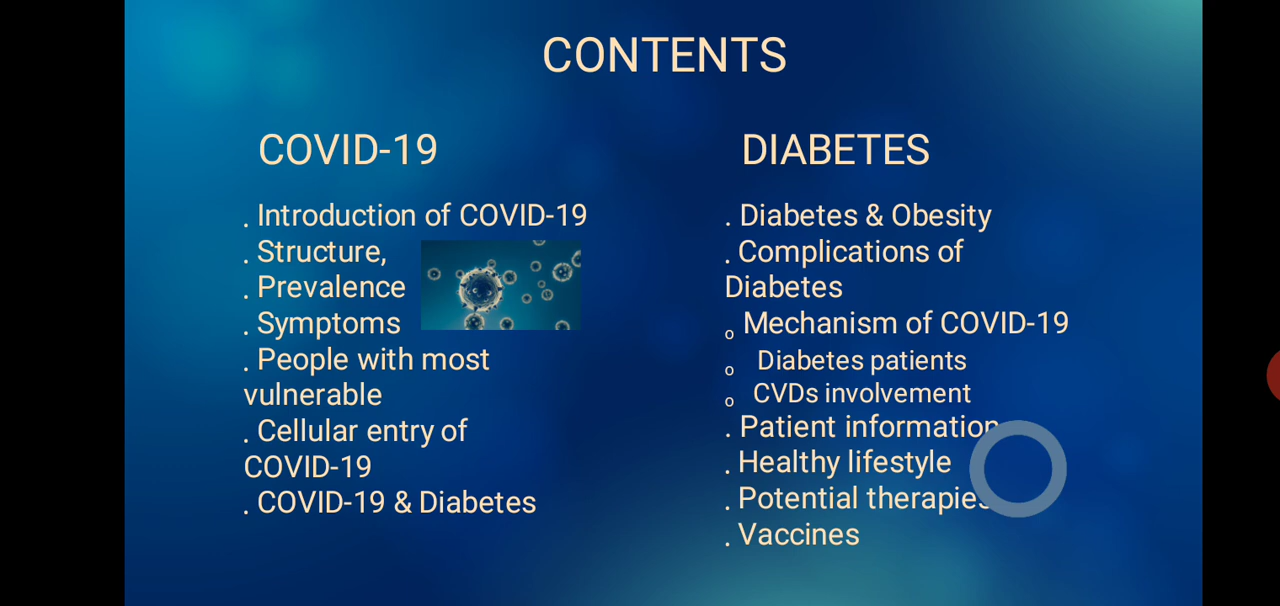 CONTENTS
COVID-19
. Introduction of COVID-19
. Structure,
. Prevalence
. Symptoms
. People with most
vulnerable
. Cellular entry of
COVID-19
. COVID-19 & Diabetes
DIABETES
. Diabetes & Obesity
. Complications of
Diabetes
o Mechanism of COVID-19
o Diabetes patients
o CVDs involvement
. Patient information
. Healthy lifestyle
. Potential therapies
. Vaccines